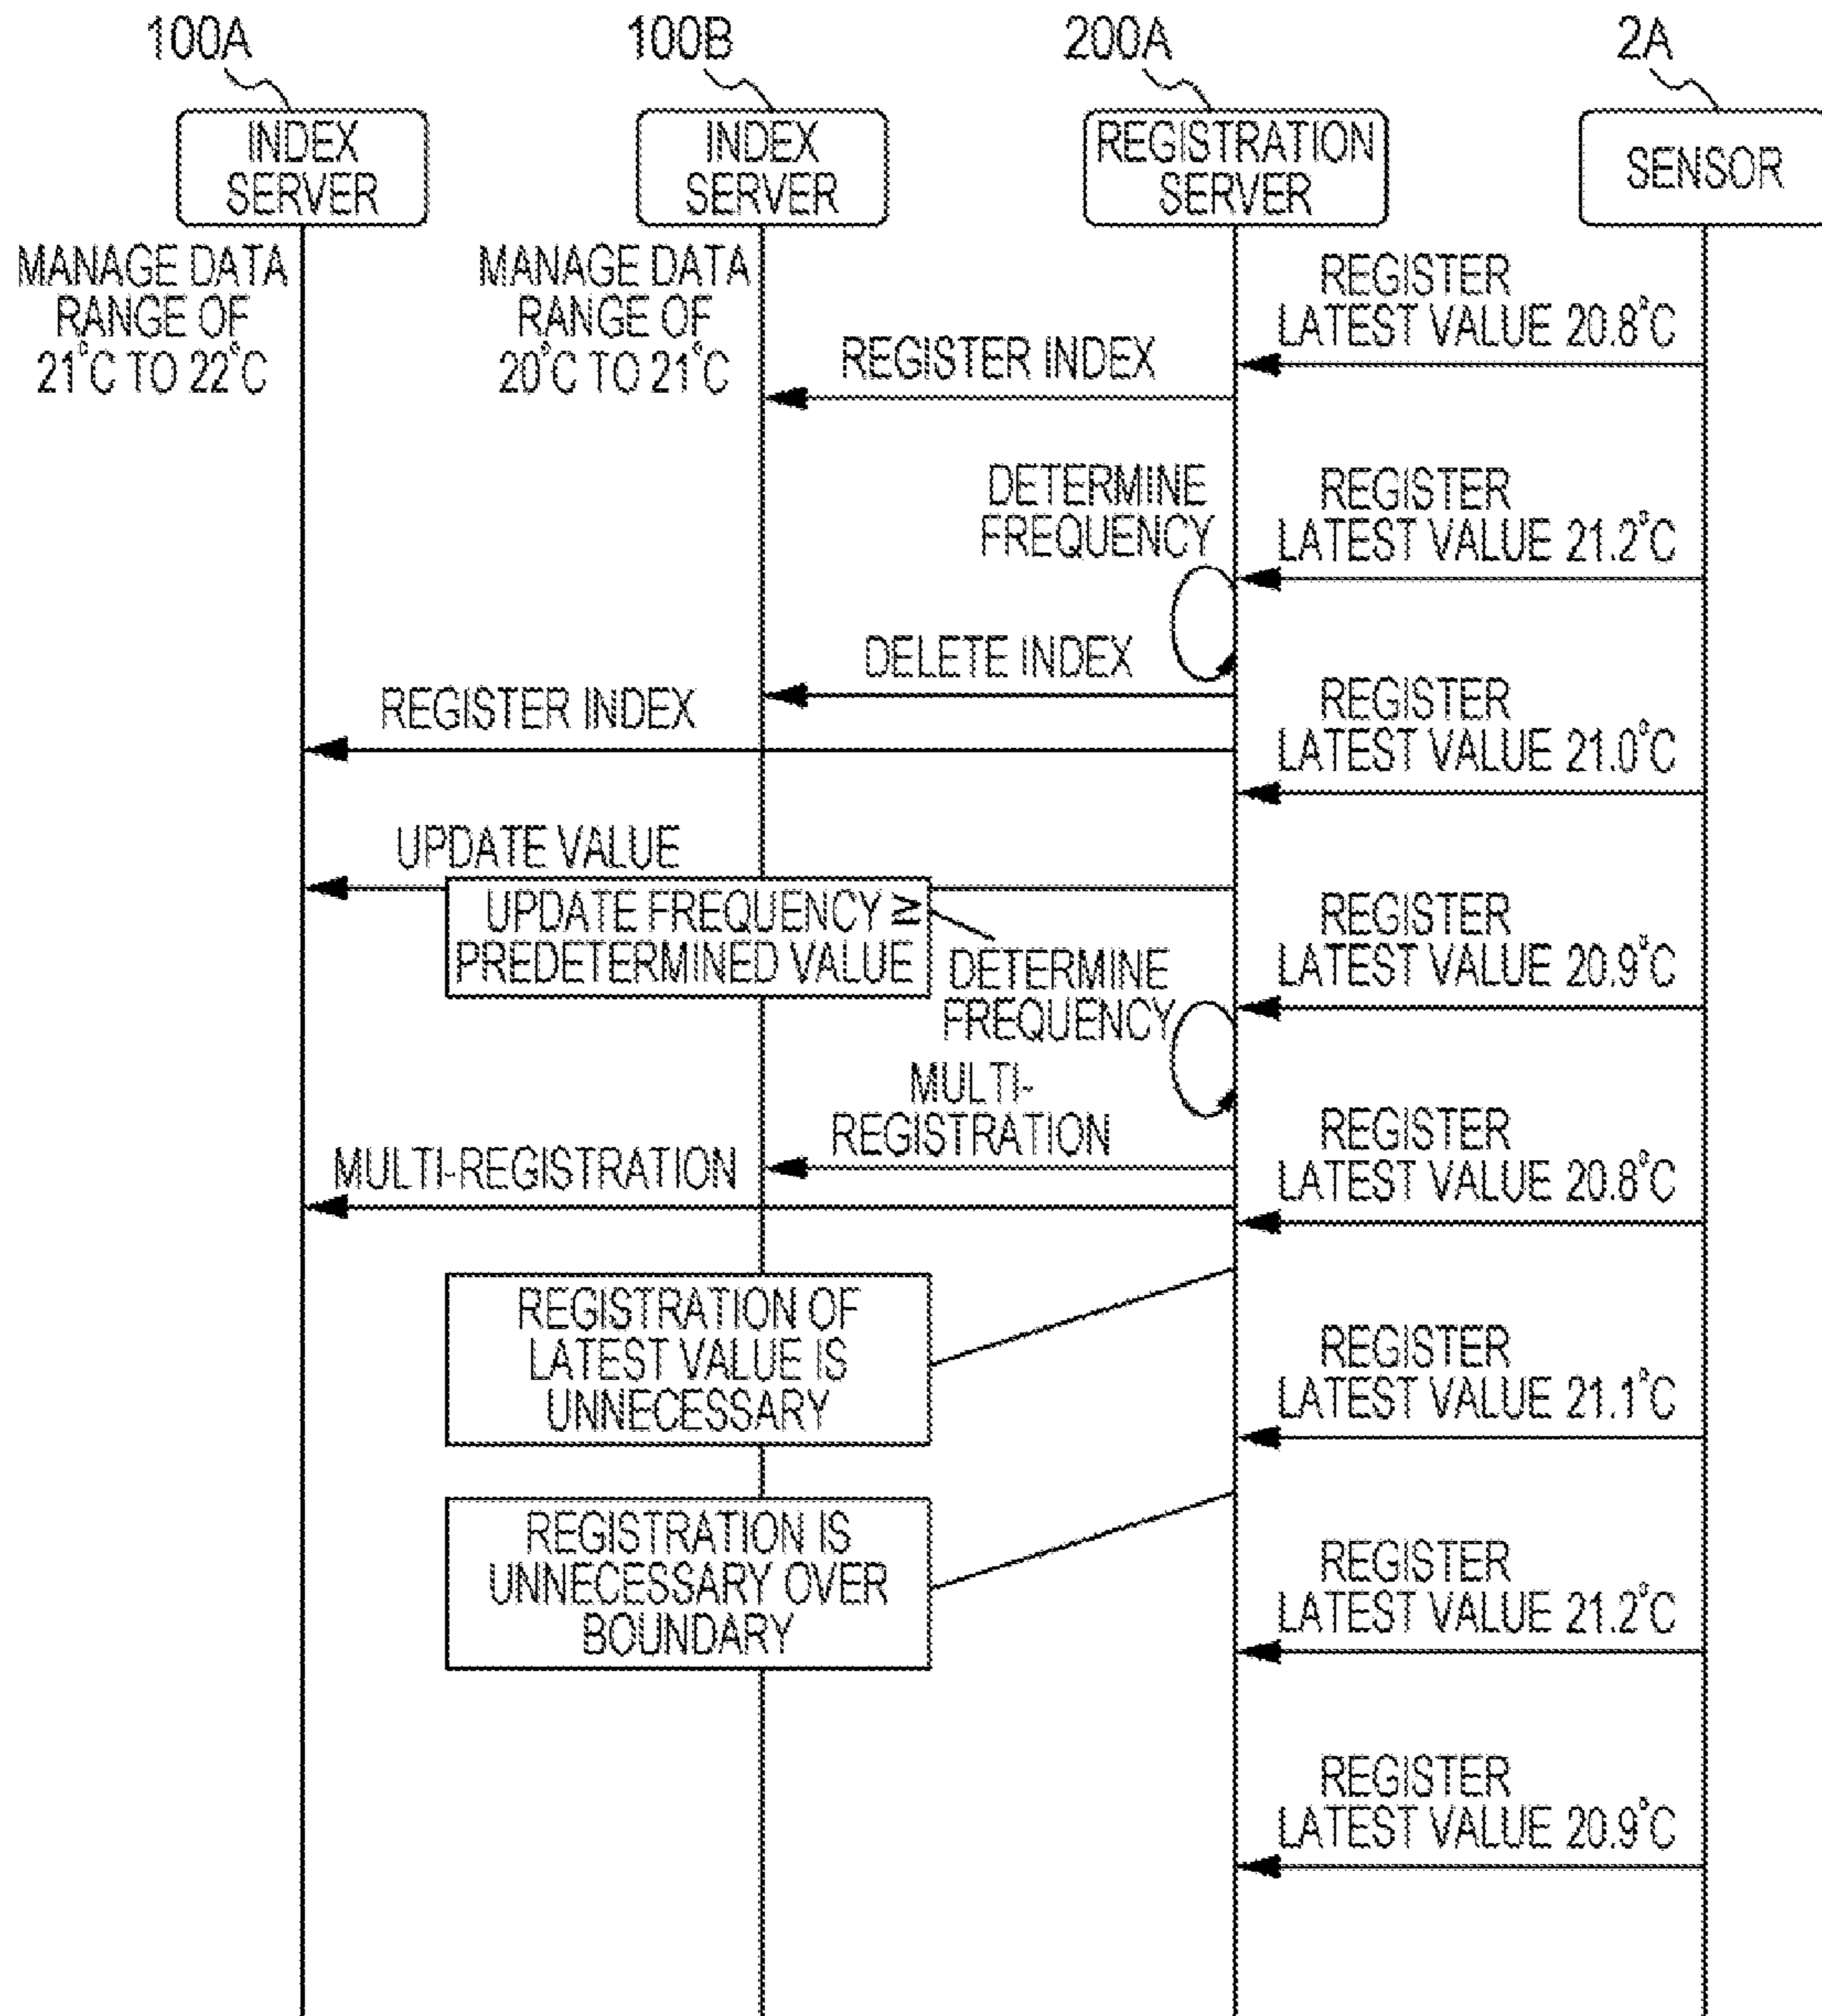 100A
100B
200A
2A
INDEX
SERVER
INDEX
SERVER
REGISTRATION
SERVER
SENSOR
MANAGE DATA
RANGE OF
21°C TO 22°C
MANAGE DATA
RANGE OF
20°C TO 21°C
REGISTER
LATEST VALUE 20.8°C
REGISTER INDEX
DETERMINE
FREQUENCY
REGISTER
LATEST VALUE 21.2°C
DELETE INDEX
REGISTER INDEX
REGISTER
LATEST VALUE 21.0°C
UPDATE VALUE
UPDATE FREQUENCY ≥
PREDETERMINED VALUE
DETERMINE
FREQUENCY
REGISTER
LATEST VALUE 20.9°C
MULTI-
REGISTRATION
MULTI-REGISTRATION
REGISTER
LATEST VALUE 20.8°C
REGISTRATION OF
LATEST VALUE IS
UNNECESSARY
REGISTER
LATEST VALUE 21.1°C
REGISTRATION IS
UNNECESSARY OVER
BOUNDARY
REGISTER
LATEST VALUE 21.2°C
REGISTER
LATEST VALUE 20.9°C